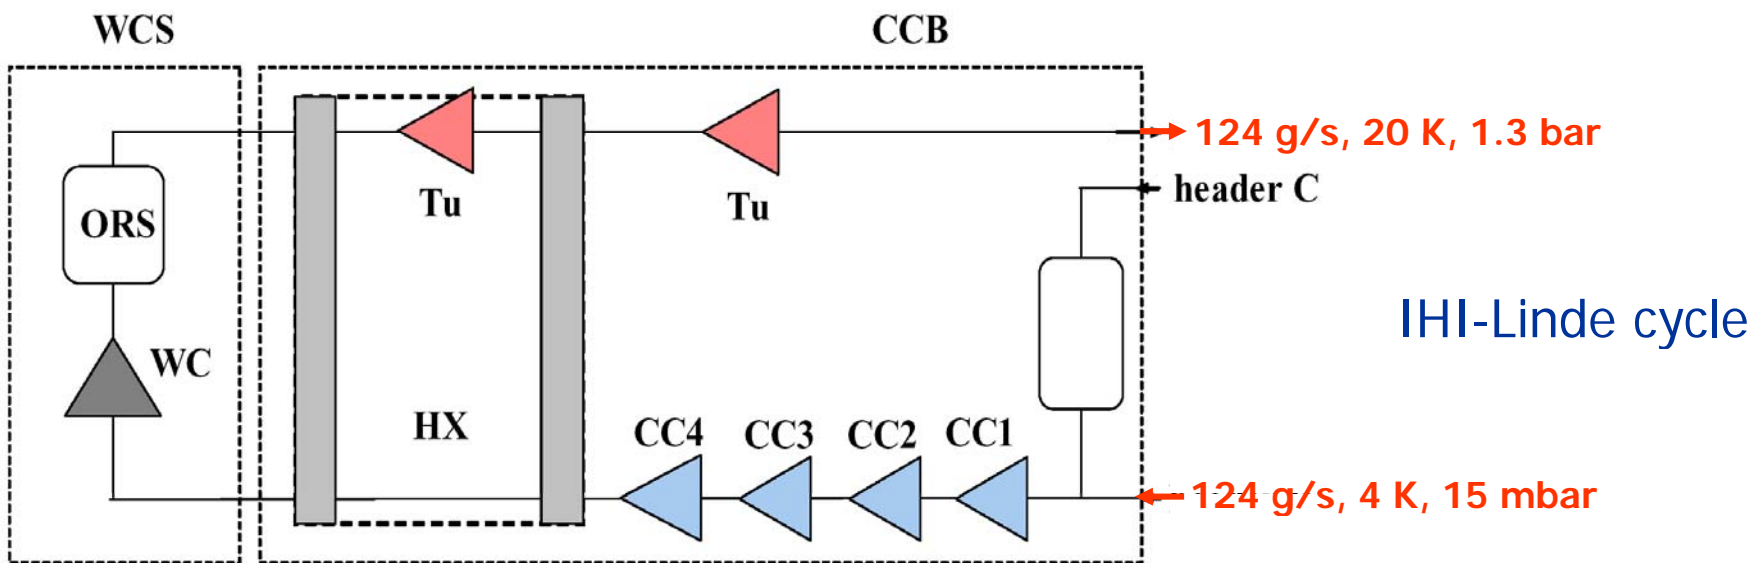 WCS
CCB
124 g/s, 20 K, 1.3 bar
header C
Tu
Tu
ORS
IHI-Linde cycle
WC
HX
CC4
CC3
CC2
CC1
124 g/s, 4 K, 15 mbar